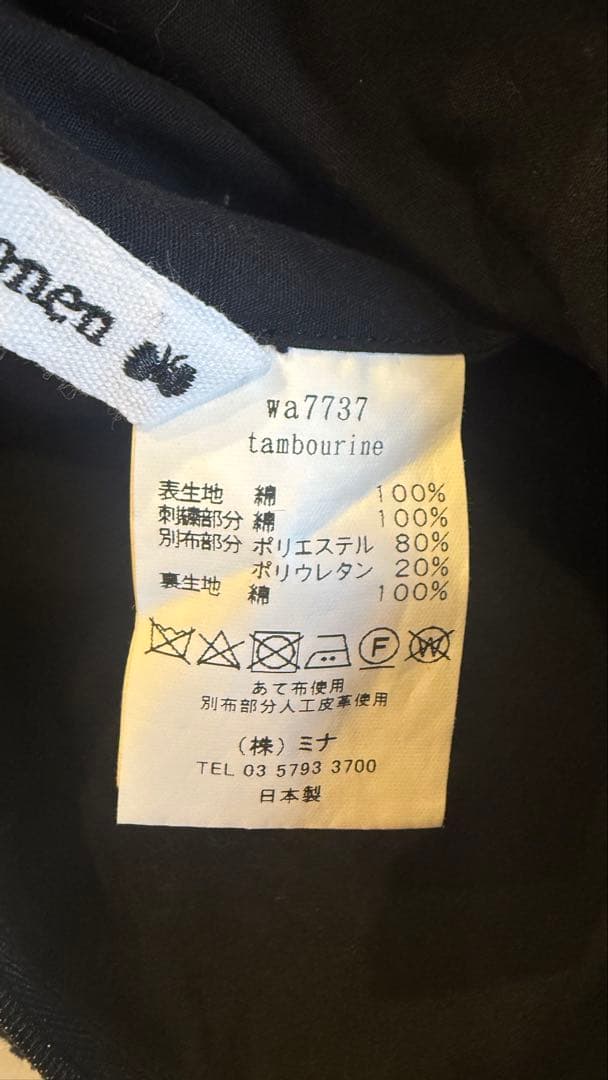 men
wa7737
tambourine
表生地 綿 100%
刺繍部分 綿 100%
別布部分 ポリエステル 80%
ポリウレタン 20%
裏生地 綿 100%
F W
あて布使用
別布部分人工皮革使用
(株)ミナ
TEL 03 5793 3700
日本製